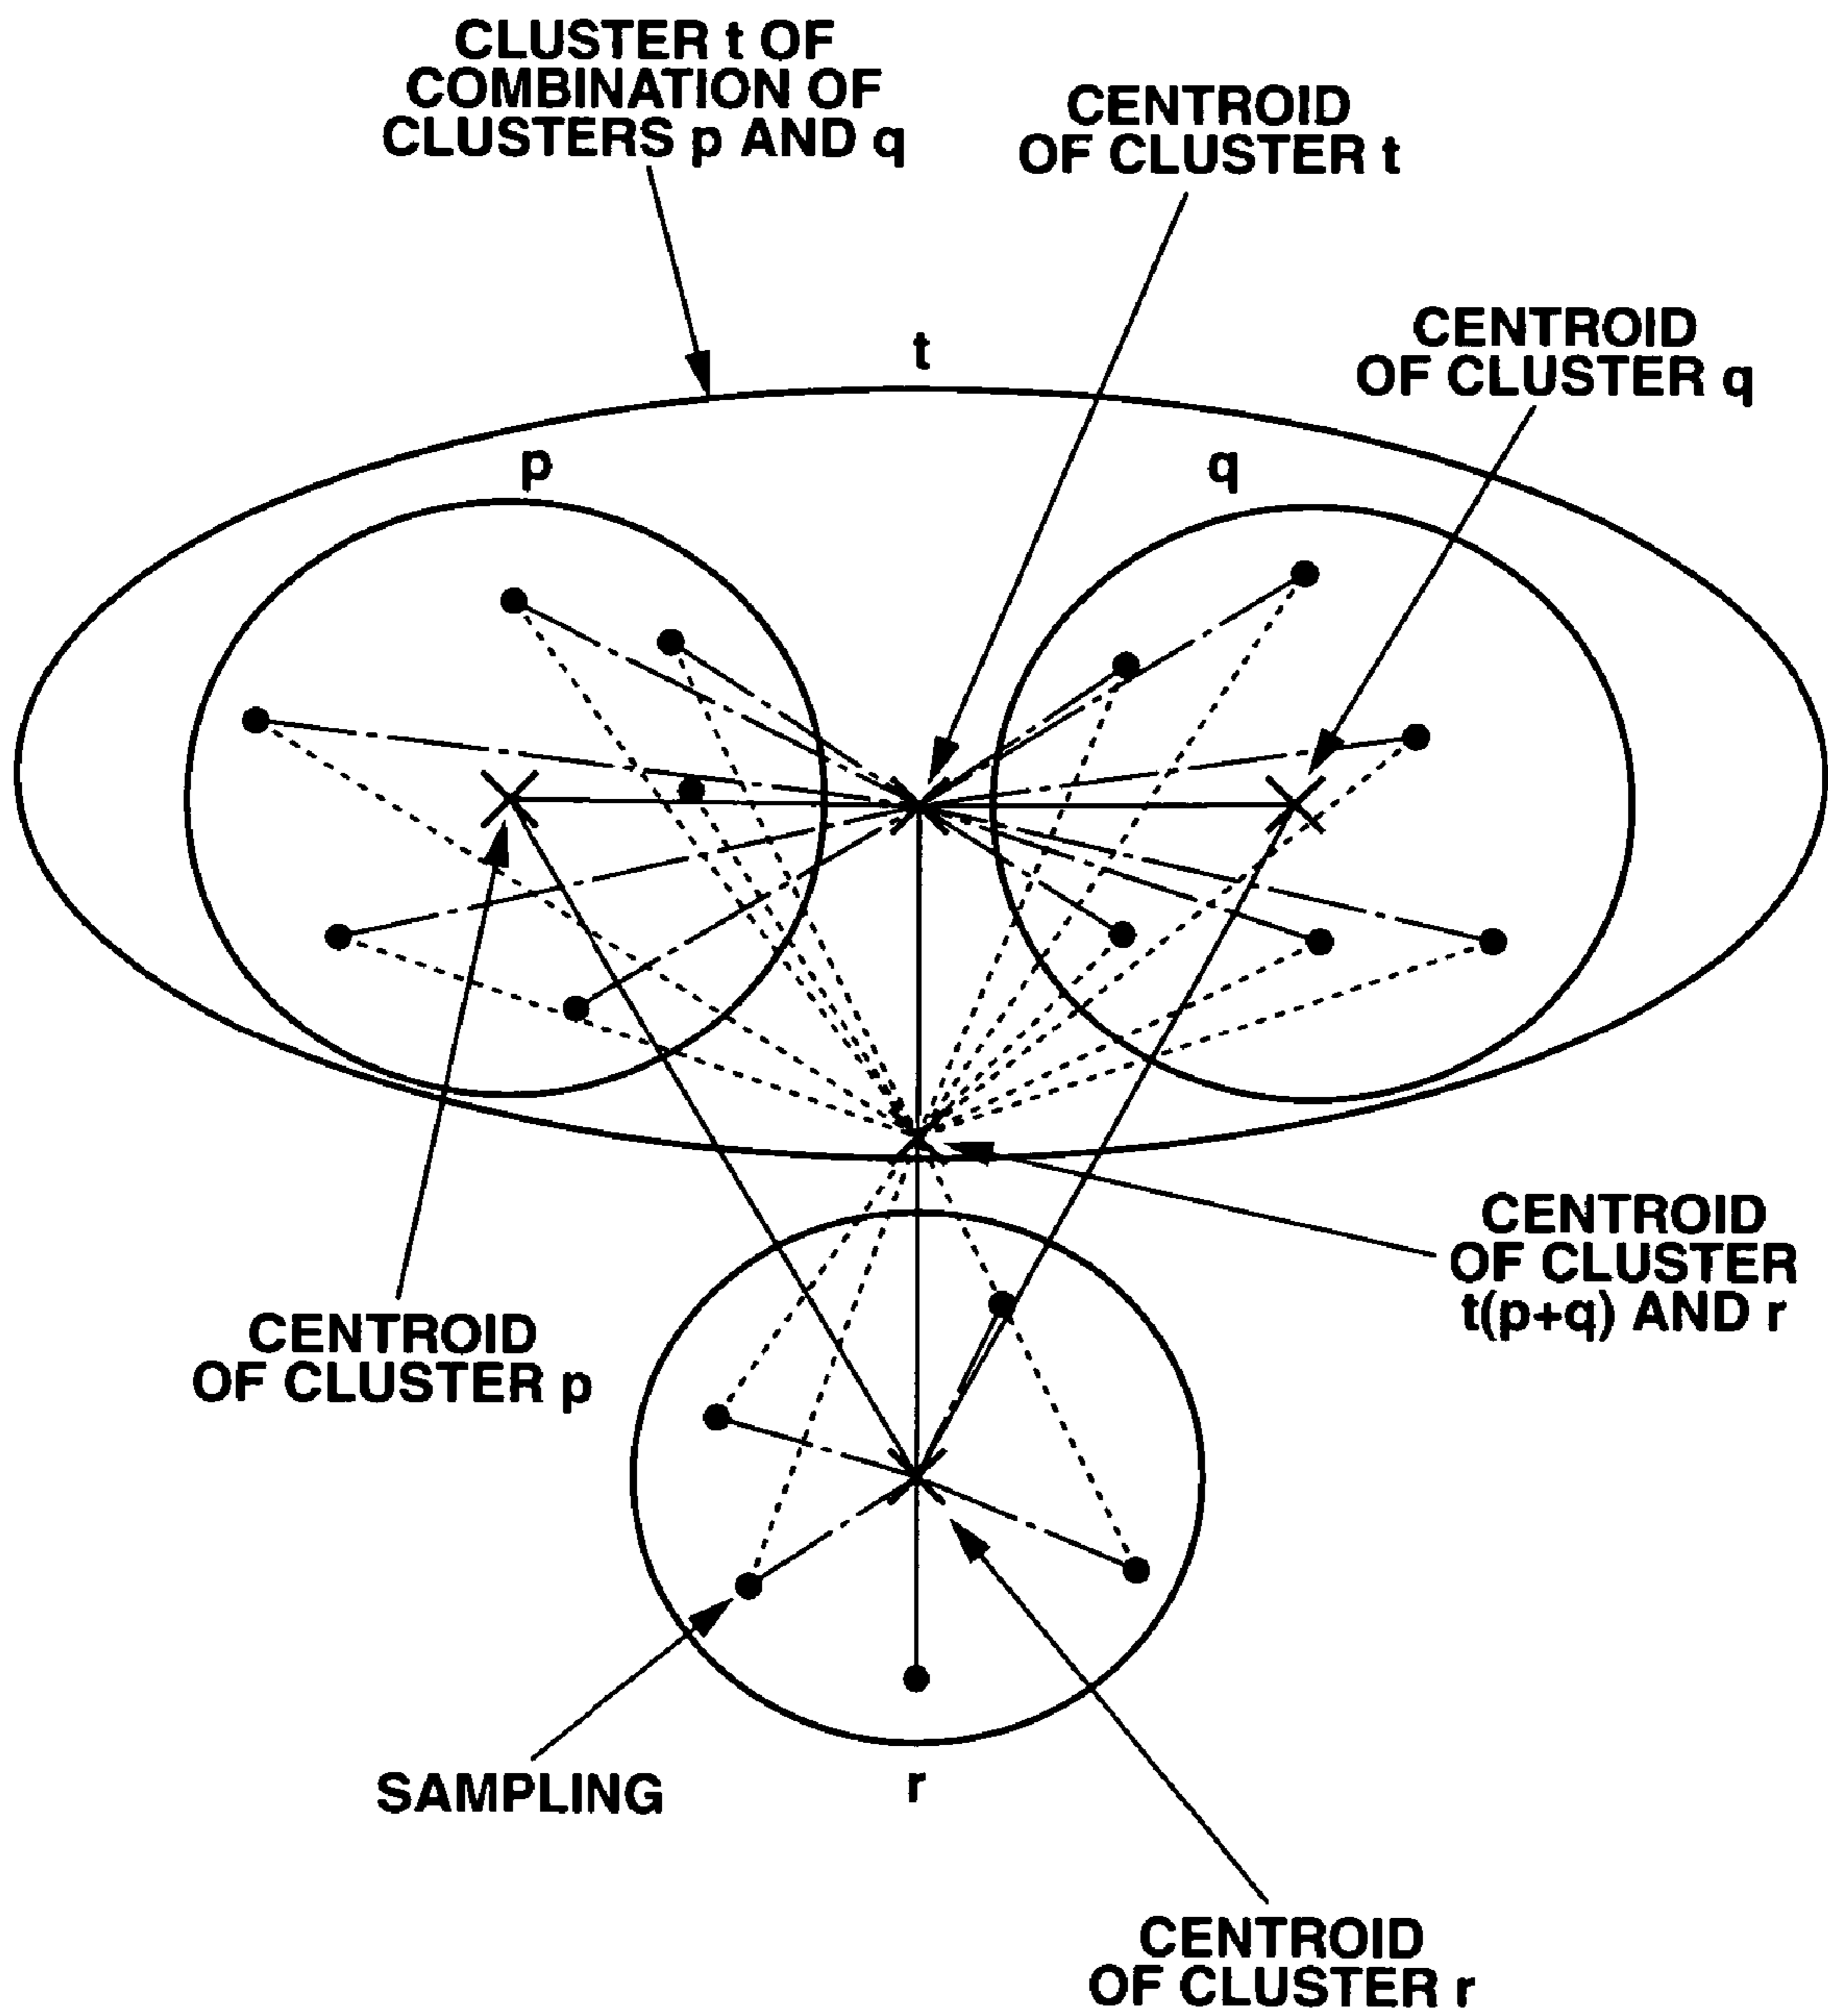 CLUSTER t OF
COMBINATION OF
CLUSTERS p AND q
CENTROID
OF CLUSTER t
CENTROID
OF CLUSTER q
t
p
q
CENTROID
OF CLUSTER
t(p+q) AND r
CENTROID
OF CLUSTER p
SAMPLING
r
CENTROID
OF CLUSTER r